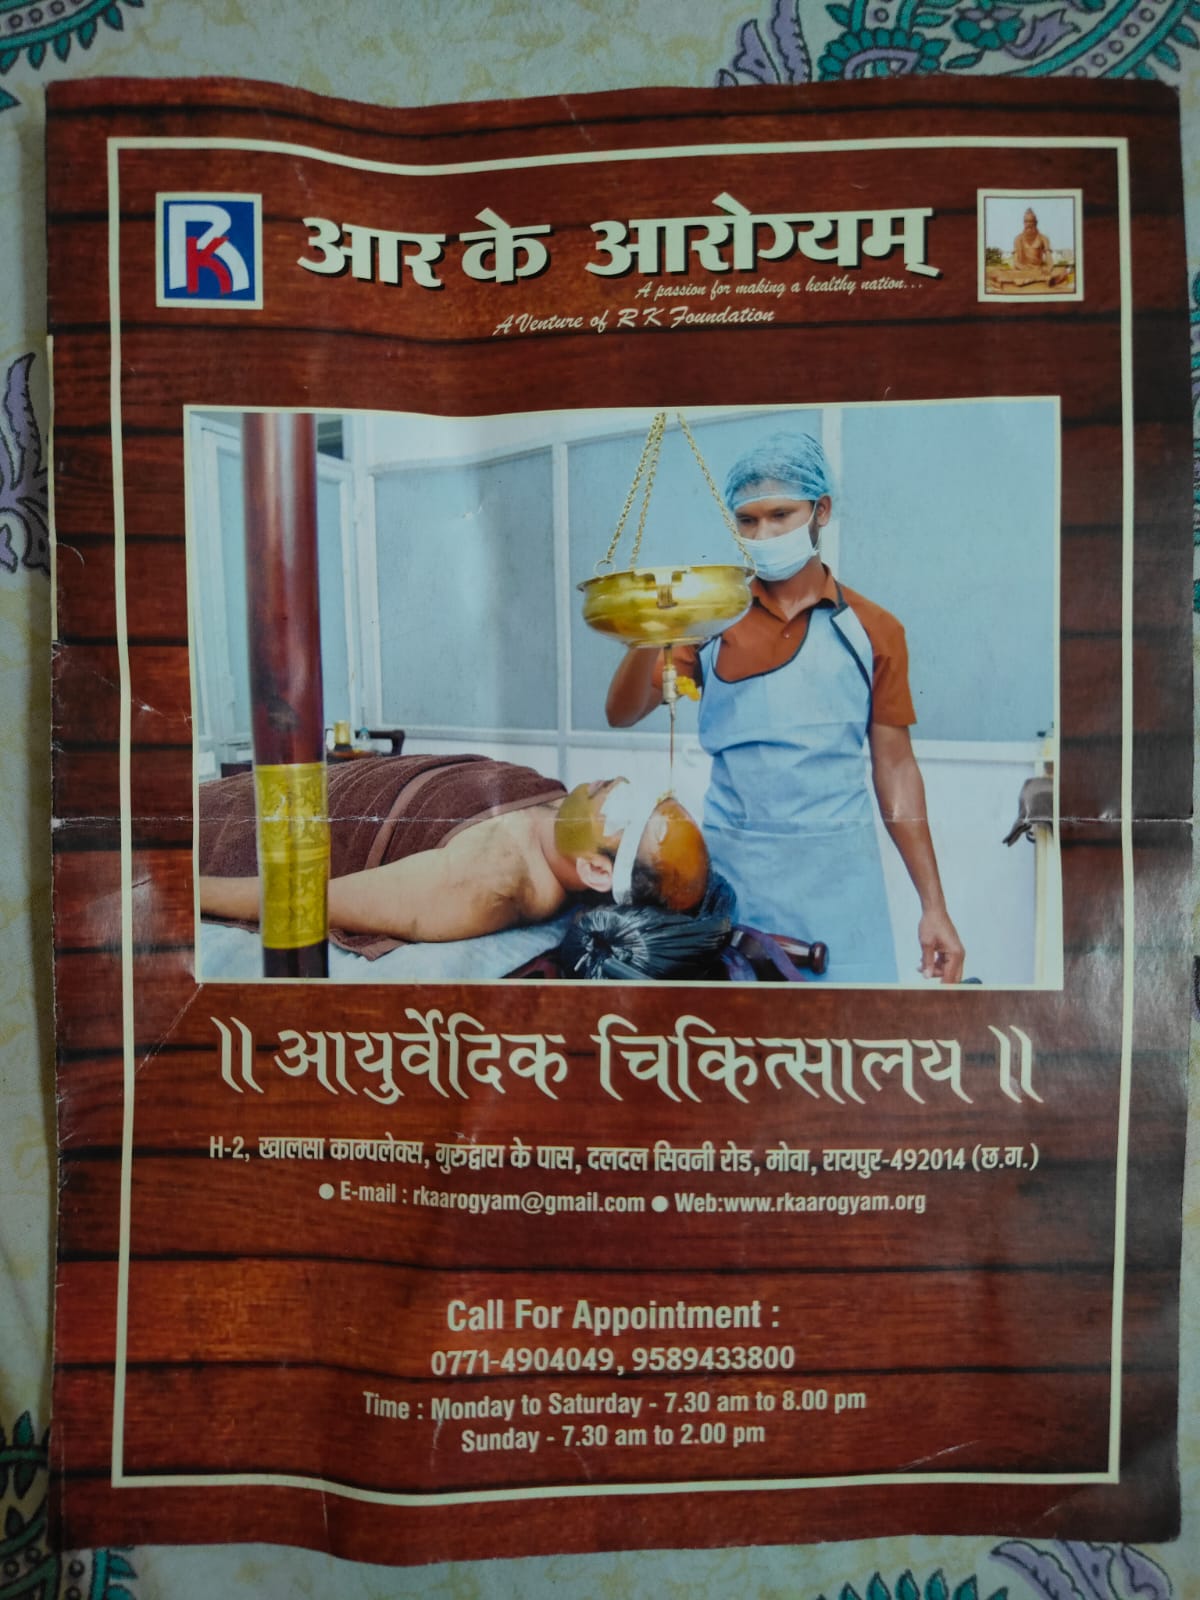 RK
आर के आरोग्यम्
A passion for making a healthy nation...
A Venture of R K Foundation
॥ आयुर्वेदिक चिकित्सालय ॥
H-2, खालसा काम्पलेक्स, गुरुद्वारा के पास, दलदल सिवनी रोड, मोवा, रायपुर-492014 (छ.ग.)
● E-mail : rkaarogyam@gmail.com ● Web:www.rkaarogyam.org
Call For Appointment :
0771-4904049, 9589433800
Time : Monday to Saturday - 7.30 am to 8.00 pm
Sunday - 7.30 am to 2.00 pm